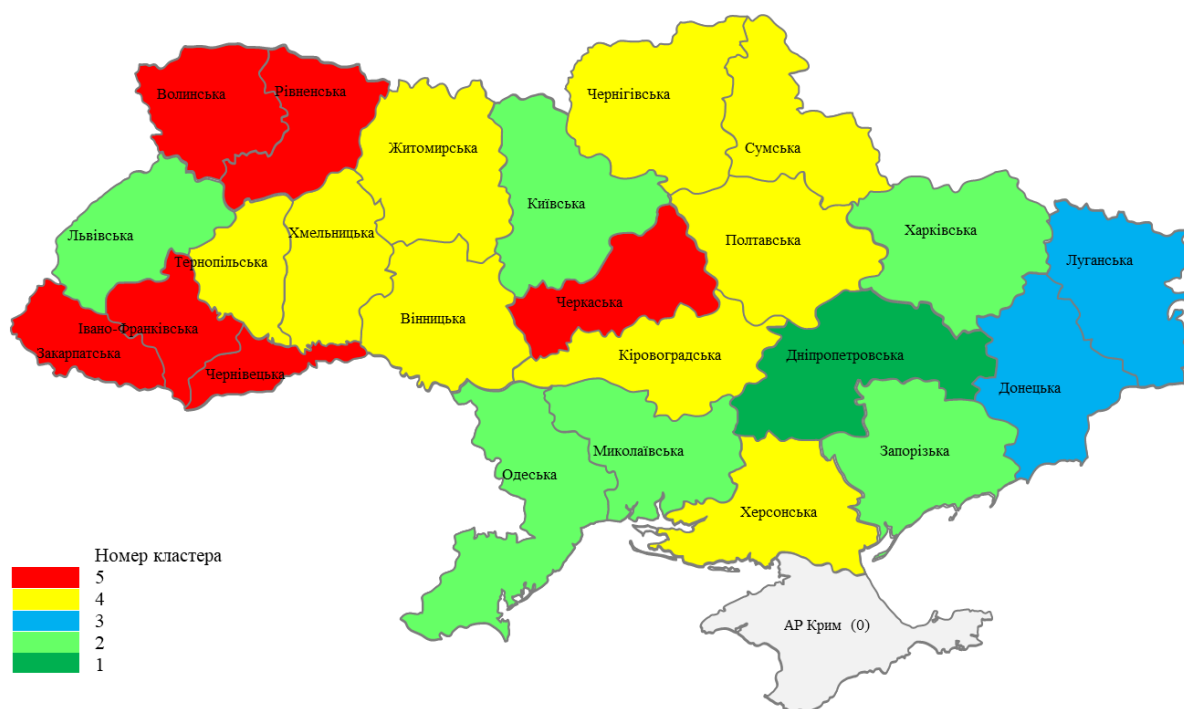 Волинська
Рівненська
Чернігівська
Житомирська
Сумська
Київська
Львівська
Хмельницька
Тернопільська
Полтавська
Харківська
Луганська
Черкаська
Вінницька
Івано-Франківська
Закарпатська
Чернівецька
Кіровоградська
Дніпропетровська
Донецька
Миколаївська
Запорізька
Одеська
Херсонська
АР Крим (0)
Номер кластера
5
4
3
2
1